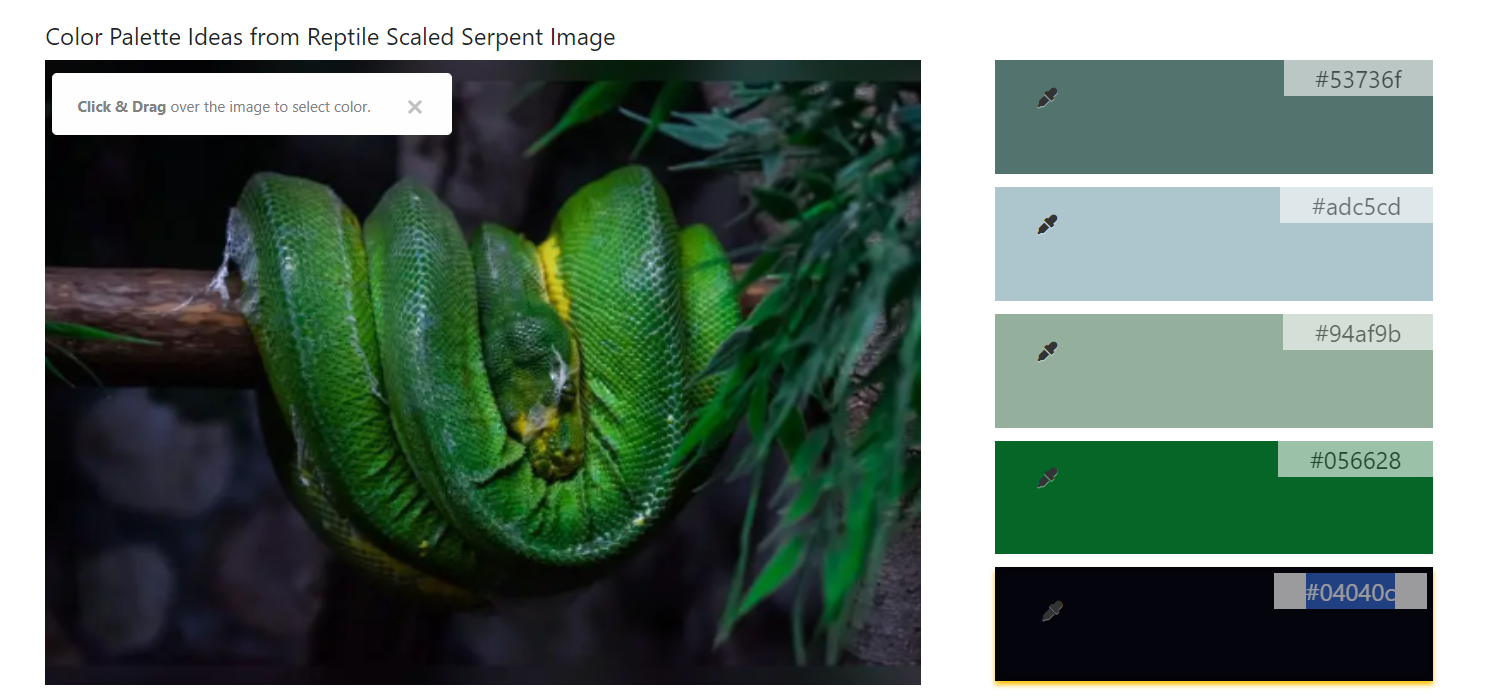 Color Palette Ideas from Reptile Scaled Serpent Image
Click & Drag over the image to select color. ×
#53736f
#adc5cd
#94af9b
#056628
#04040c